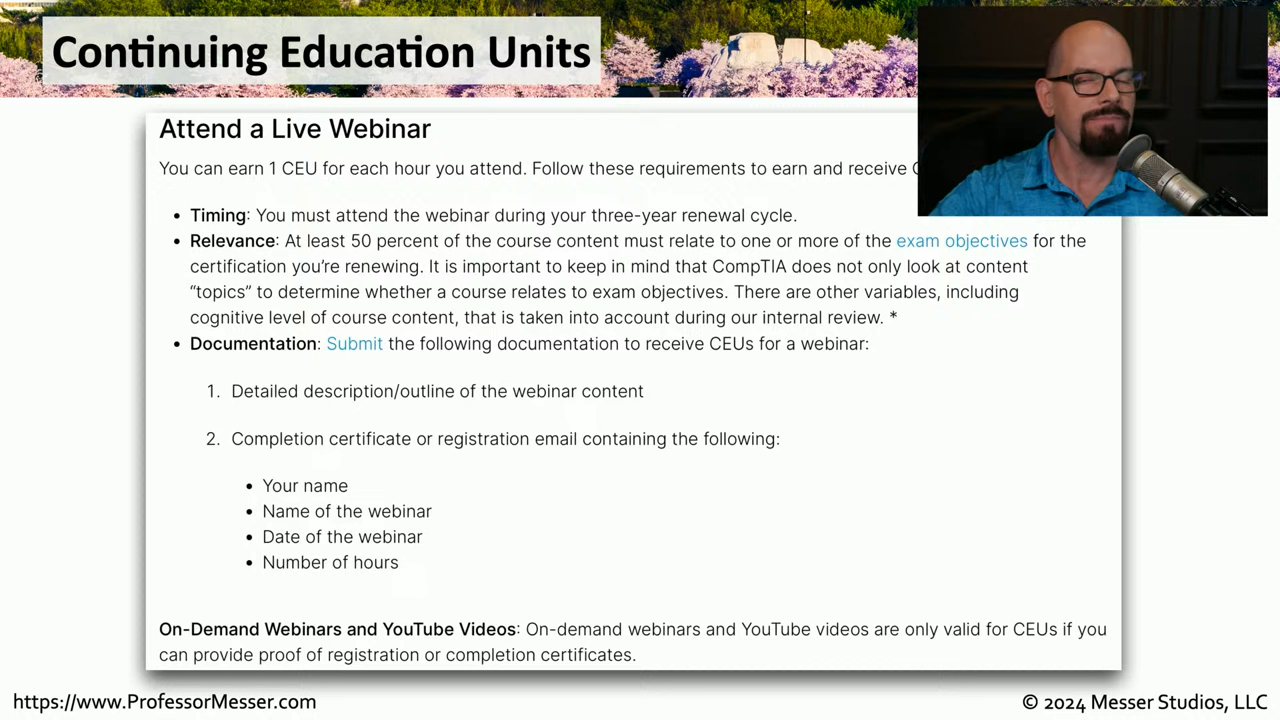 Continuing Education Units
Attend a Live Webinar
You can earn 1 CEU for each hour you attend. Follow these requirements to earn and receive
• Timing: You must attend the webinar during your three-year renewal cycle.
• Relevance: At least 50 percent of the course content must relate to one or more of the exam objectives for the
certification you’re renewing. It is important to keep in mind that CompTIA does not only look at content
“topics” to determine whether a course relates to exam objectives. There are other variables, including
cognitive level of course content, that is taken into account during our internal review. *
• Documentation: Submit the following documentation to receive CEUs for a webinar:
1. Detailed description/outline of the webinar content
2. Completion certificate or registration email containing the following:
• Your name
• Name of the webinar
• Date of the webinar
• Number of hours
On-Demand Webinars and YouTube Videos: On-demand webinars and YouTube videos are only valid for CEUs if you
can provide proof of registration or completion certificates.
https://www.ProfessorMesser.com
© 2024 Messer Studios, LLC